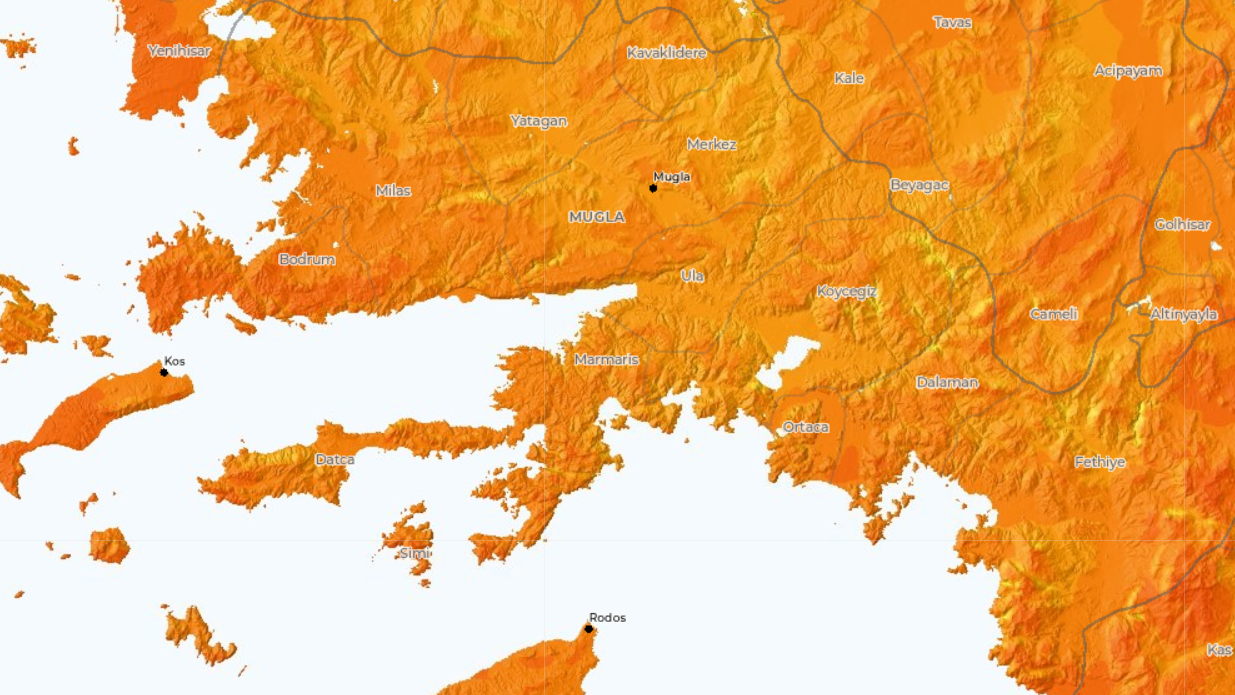 Tavas
Yenihisar
Kavaklidere
Acipayam
Kale
Yatagan
Merkez
Mugla
Beyagac
Milas
MUGLA
Golhisar
Bodrum
Ula
Koycegiz
Cameli
Altinyayla
Marmaris
Kos
Dalaman
Ortaca
Datca
Fethiye
Simi
Rodos
Kas